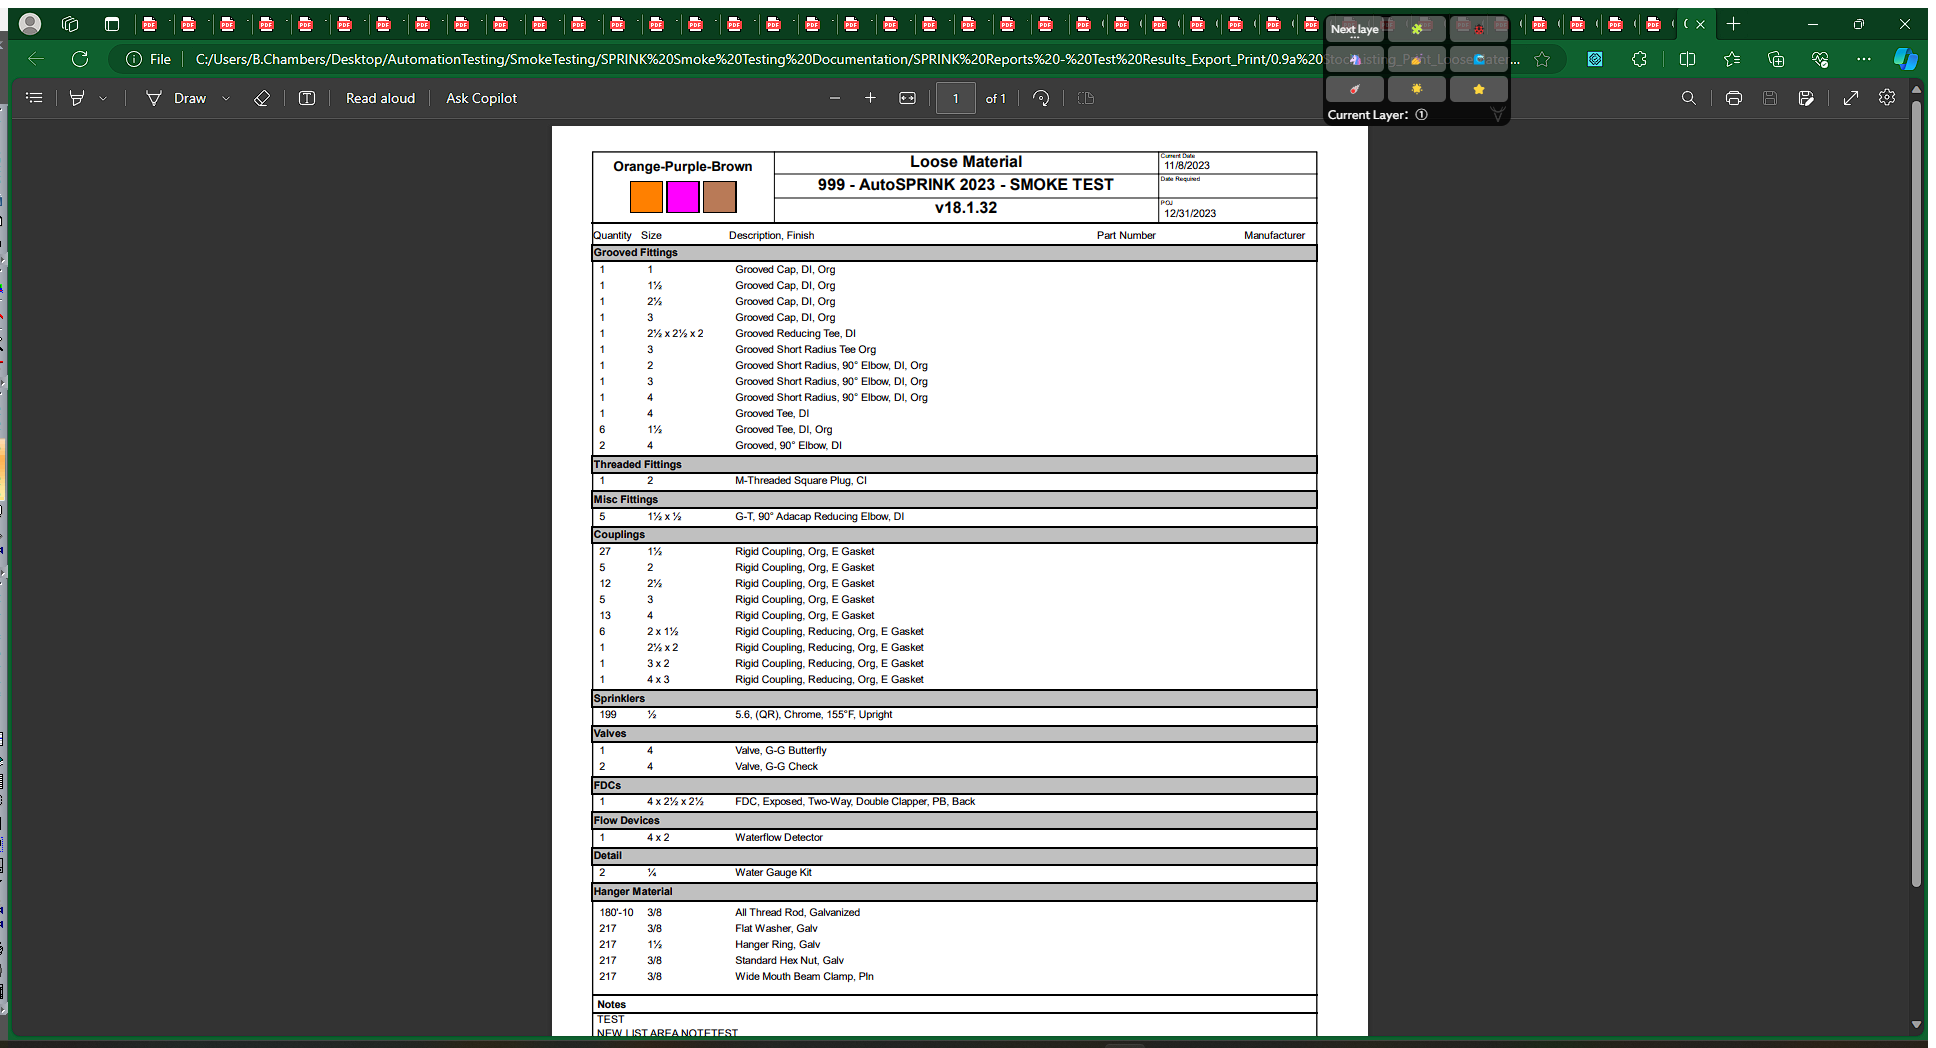 Next laye
File
C:/Users/B.Chambers/Desktop/AutomationTesting/SmokeTesting/SPRINK%20Smoke%20Testing%20Documentation/SPRINK%20Reports%20-%20Test%20Results_Export_Print/0.9a%20
Draw
Read aloud
Ask Copilot
1
of 1
Current Layer: ①
Orange-Purple-Brown
Loose Material
999 - AutoSPRINK 2023 - SMOKE TEST
v18.1.32
Current Date
11/8/2023
Date Required
POJ
12/31/2023
Quantity Size Description, Finish Part Number Manufacturer
Grooved Fittings
1 1 Grooved Cap, DI, Org
1 1½ Grooved Cap, DI, Org
1 2½ Grooved Cap, DI, Org
1 3 Grooved Cap, DI, Org
1 2½ x 2½ x 2 Grooved Reducing Tee, DI
1 3 Grooved Short Radius Tee Org
1 2 Grooved Short Radius, 90° Elbow, DI, Org
1 3 Grooved Short Radius, 90° Elbow, DI, Org
1 4 Grooved Short Radius, 90° Elbow, DI, Org
1 4 Grooved Tee, DI
6 1½ Grooved Tee, DI, Org
2 4 Grooved, 90° Elbow, DI
Threaded Fittings
1 2 M-Threaded Square Plug, CI
Misc Fittings
5 1½ x ½ G-T, 90° Adacap Reducing Elbow, DI
Couplings
27 1½ Rigid Coupling, Org, E Gasket
5 2 Rigid Coupling, Org, E Gasket
12 2½ Rigid Coupling, Org, E Gasket
5 3 Rigid Coupling, Org, E Gasket
13 4 Rigid Coupling, Org, E Gasket
6 2 x 1½ Rigid Coupling, Reducing, Org, E Gasket
1 2½ x 2 Rigid Coupling, Reducing, Org, E Gasket
1 3 x 2 Rigid Coupling, Reducing, Org, E Gasket
1 4 x 3 Rigid Coupling, Reducing, Org, E Gasket
Sprinklers
199 ½ 5.6, (QR), Chrome, 155°F, Upright
Valves
1 4 Valve, G-G Butterfly
2 4 Valve, G-G Check
FDCs
1 4 x 2½ x 2½ FDC, Exposed, Two-Way, Double Clapper, PB, Back
Flow Devices
1 4 x 2 Waterflow Detector
Detail
2 ¼ Water Gauge Kit
Hanger Material
180'-10 3/8 All Thread Rod, Galvanized
217 3/8 Flat Washer, Galv
217 1½ Hanger Ring, Galv
217 3/8 Standard Hex Nut, Galv
217 3/8 Wide Mouth Beam Clamp, Pln
Notes
TEST
NEW LIST AREA NOTETEST